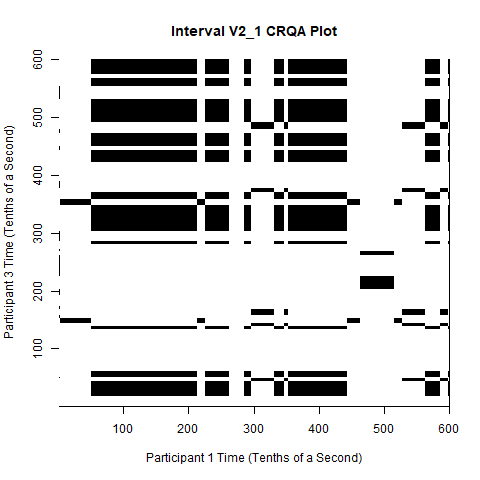 Interval V2_1 CRQA Plot
Participant 3 Time (Tenths of a Second)
600
500
400
300
200
100
100 200 300 400 500 600
Participant 1 Time (Tenths of a Second)